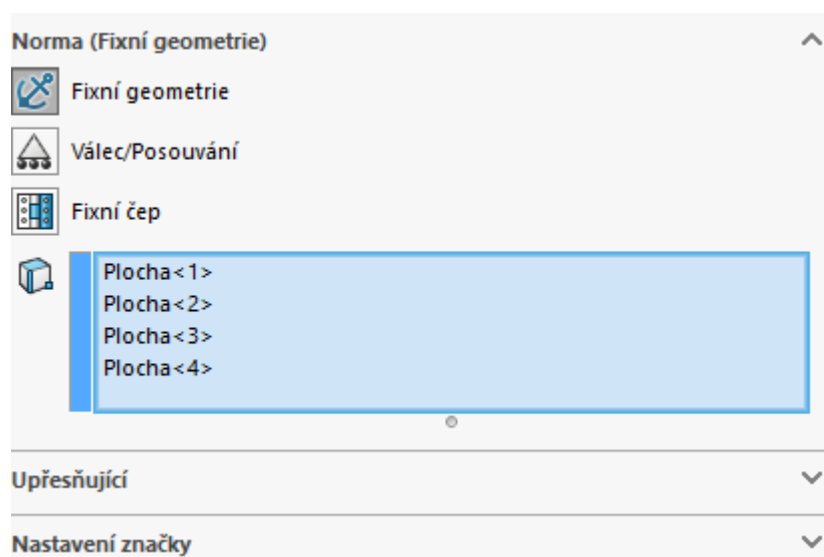 Norma (Fixní geometrie)
Fixní geometrie
Válec/Posouvání
Fixní čep
Plocha<1>
Plocha<2>
Plocha<3>
Plocha<4>
Upřesňující
Nastavení značky